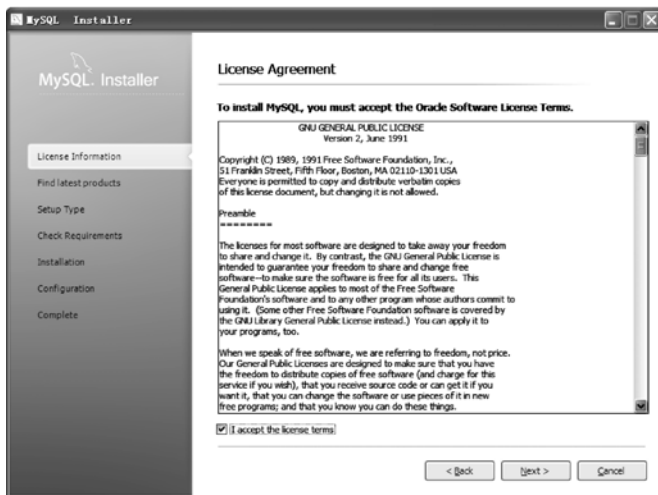 MySQL Installer
MySQL. Installer
License Information
Find latest products
Setup Type
Check Requirements
Installation
Configuration
Complete
License Agreement
To install MySQL, you must accept the Oracle Software License Terms.
GNU GENERAL PUBLIC LICENSE
Version 2, June 1991
Copyright (C) 1989, 1991 Free Software Foundation, Inc.,
51 Franklin Street, Fifth Floor, Boston, MA 02110-1301 USA
Everyone is permitted to copy and distribute verbatim copies
of this license document, but changing it is not allowed.
Preamble
========
The licenses for most software are designed to take away your freedom
to share and change it. By contrast, the GNU General Public License is
intended to guarantee your freedom to share and change free
software--to make sure the software is free for all its users. This
General Public License applies to most of the Free Software
Foundation's software and to any other program whose authors commit to
using it. (Some other Free Software Foundation software is covered by
the GNU Library General Public License instead.) You can apply it to
your programs, too.
When we speak of free software, we are referring to freedom, not price.
Our General Public Licenses are designed to make sure that you have
the freedom to distribute copies of free software (and charge for this
service if you wish), that you receive source code or can get it if you
want it, that you can change the software or use pieces of it in new
free programs; and that you know you can do these things.
I accept the license terms
< Back
Next >
Cancel